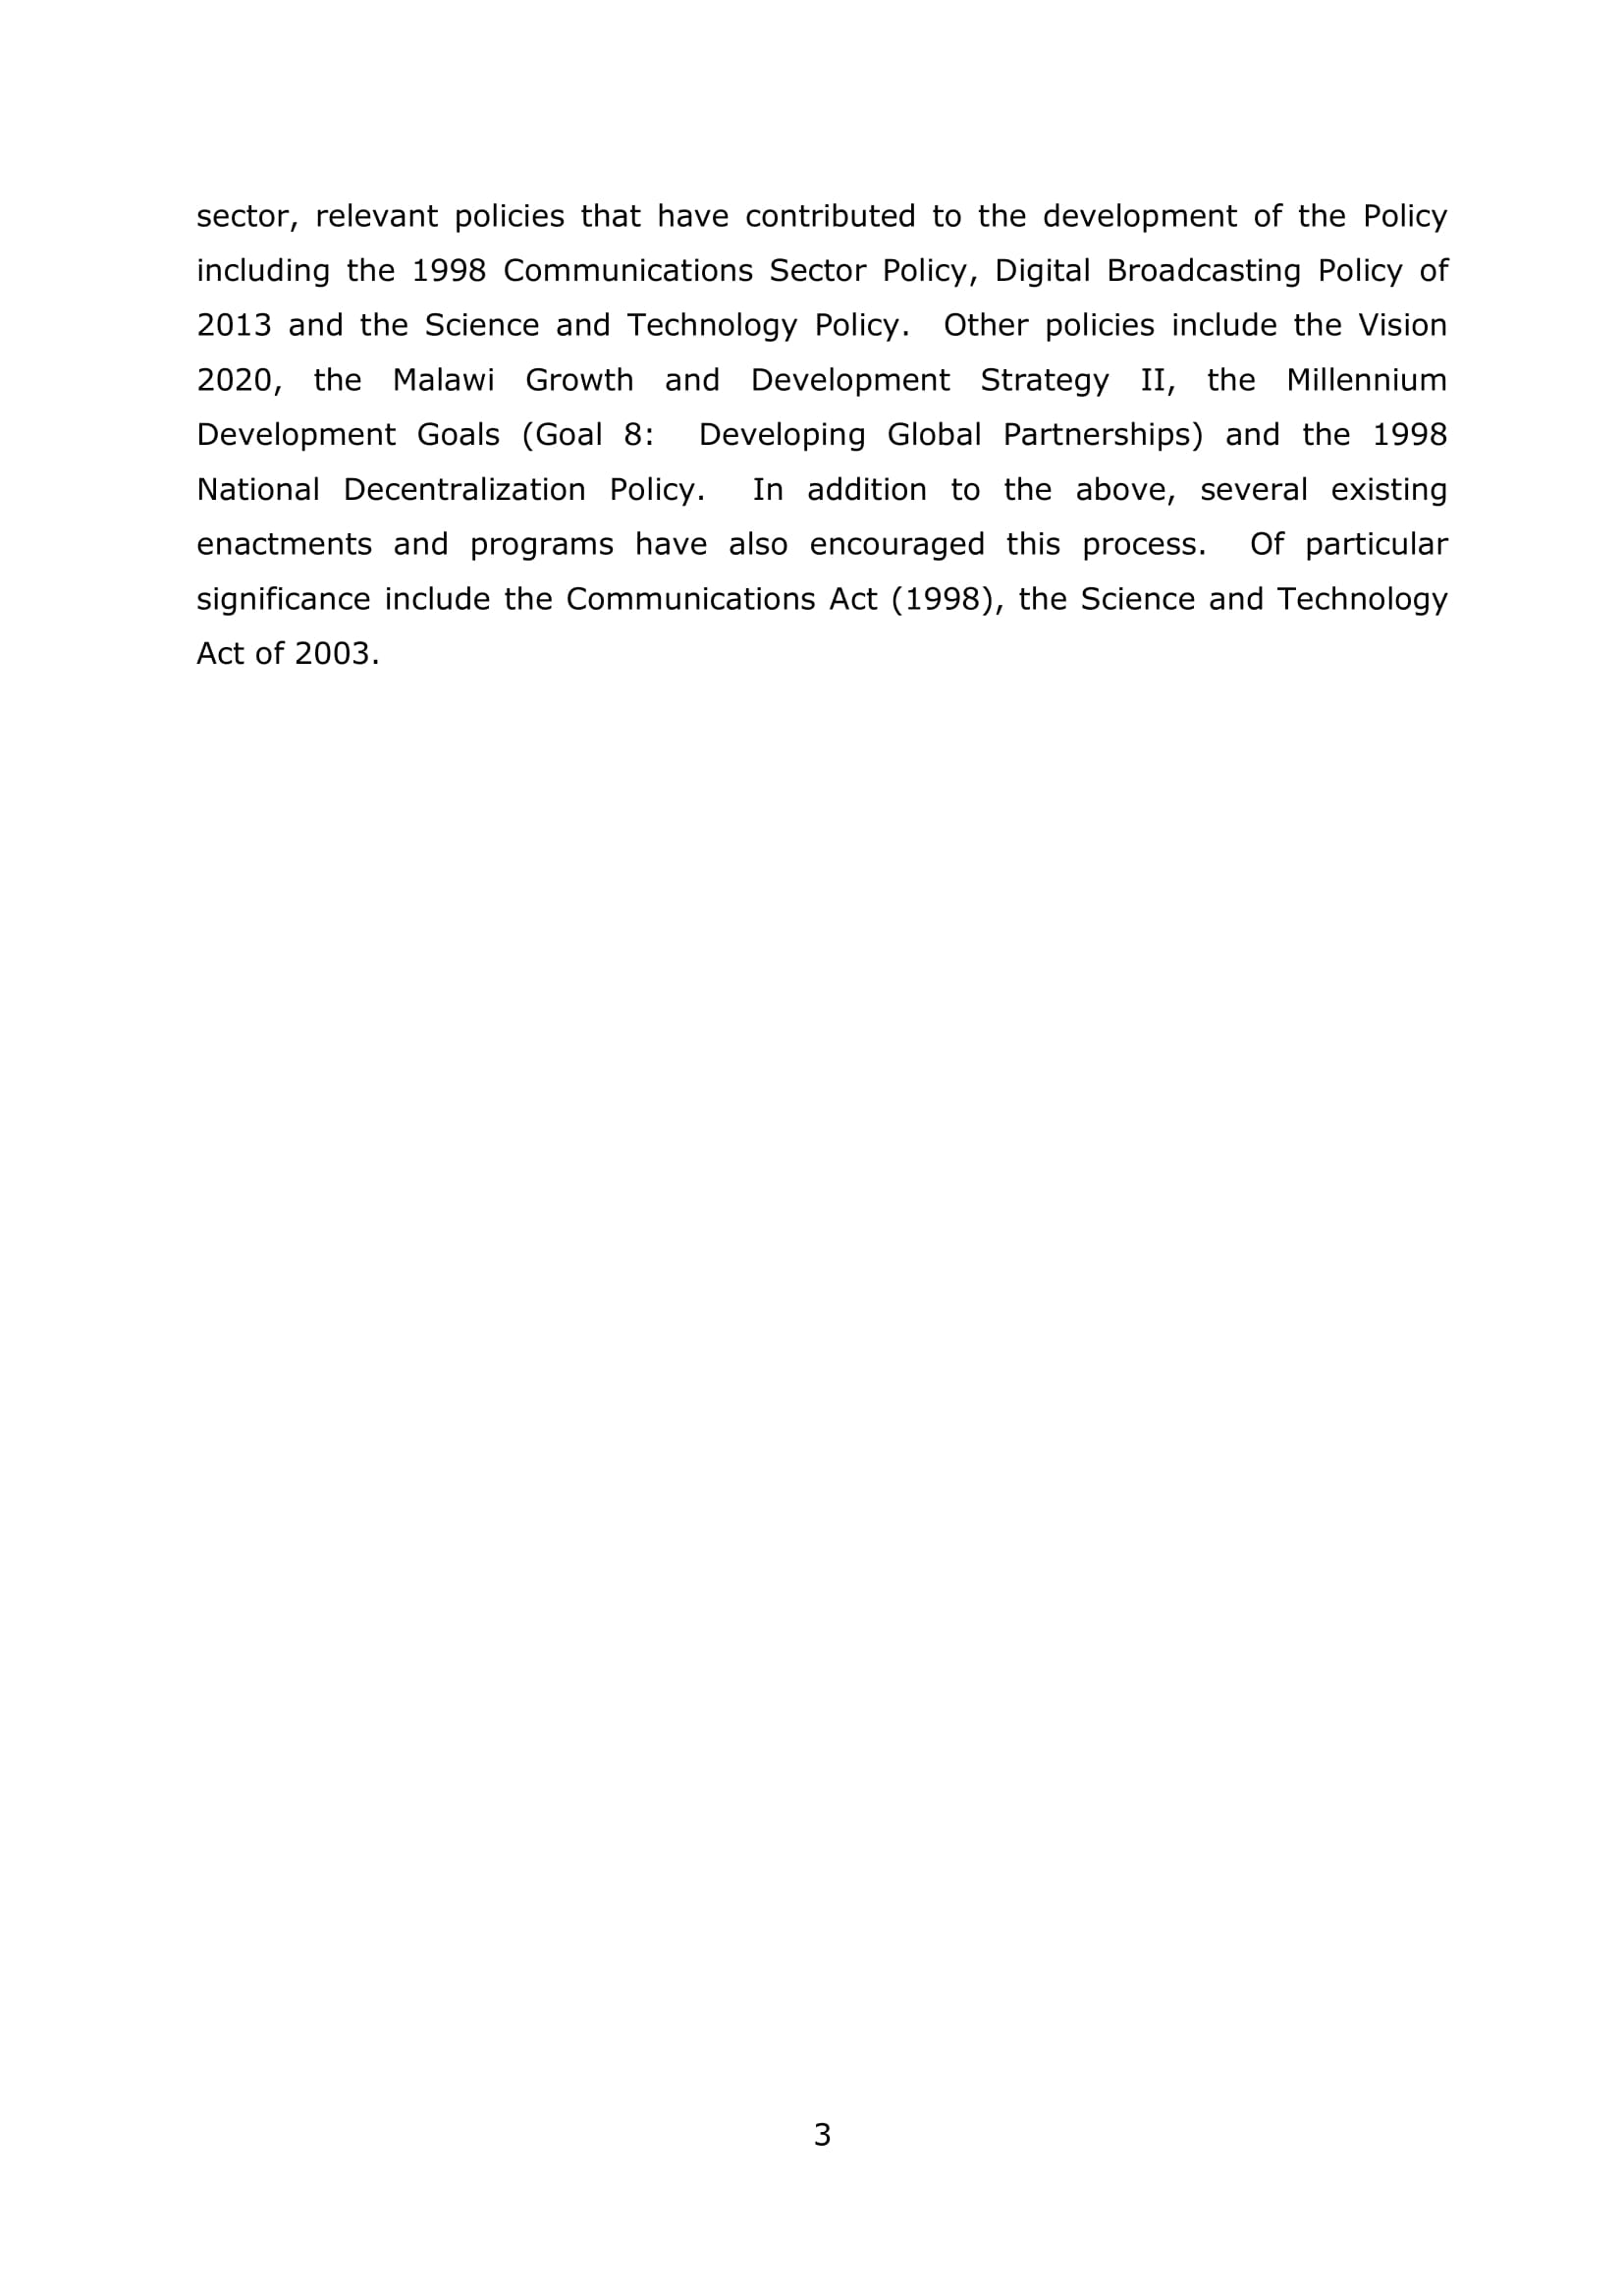 sector, relevant policies that have contributed to the development of the Policy
including the 1998 Communications Sector Policy, Digital Broadcasting Policy of
2013 and the Science and Technology Policy.  Other policies include the Vision
2020, the Malawi Growth and Development Strategy II, the Millennium
Development Goals (Goal 8:  Developing Global Partnerships) and the 1998
National Decentralization Policy.  In addition to the above, several existing
enactments and programs have also encouraged this process.  Of particular
significance include the Communications Act (1998), the Science and Technology
Act of 2003.
3